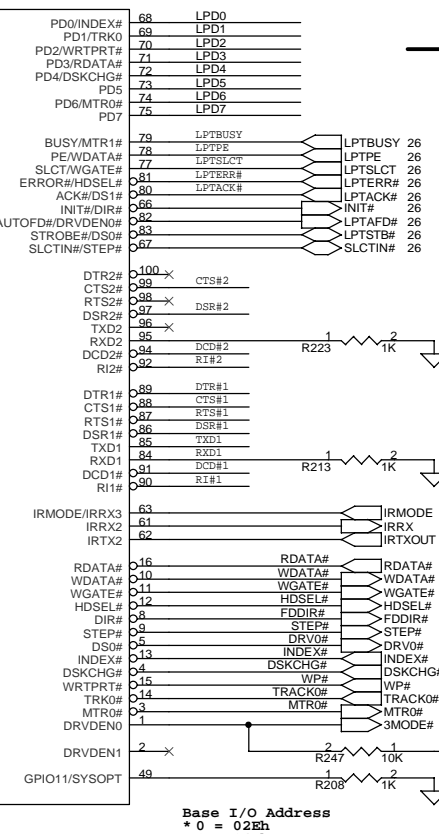 PD0/INDEX# 68 LPD0
PD1/TRK0 69 LPD1
PD2/WRTPRT# 70 LPD2
PD3/RDATA# 71 LPD3
PD4/DSKCHG# 72 LPD4
PD5 73 LPD5
PD6/MTR0# 74 LPD6
PD7 75 LPD7
BUSY/MTR1# 79 LPTBUSY LPTBUSY 26
PE/WDATA# 78 LPTPE LPTPE 26
SLCT/WGATE# 77 LPTSLCT LPTSLCT 26
ERROR#/HDSEL# 81 LPTERR# LPTERR# 26
ACK#/DS1# 80 LPTACK# LPTACK# 26
INIT#/DIR# 66 INIT# 26
AUTOFD#/DRVDEN0# 82 LPTAFD# 26
STROBE#/DS0# 83 LPTSTB# 26
SLCTIN#/STEP# 67 SLCTIN# 26
DTR2# 100
CTS2# 99 CTS#2
RTS2# 98
DSR2# 97 DSR#2
TXD2 96
RXD2 95 1 R223 2 1K
DCD2# 94 DCD#2
RI2# 92 RI#2
DTR1# 89 DTR#1
CTS1# 88 CTS#1
RTS1# 87 RTS#1
DSR1# 86 DSR#1
TXD1 85 TXD1
RXD1 84 RXD1 1 R213 2 1K
DCD1# 91 DCD#1
RI1# 90 RI#1
IRMODE/IRRX3 63 IRMODE
IRRX2 61 IRRX
IRTX2 62 IRTXOUT
RDATA# 16 RDATA# RDATA#
WDATA# 10 WDATA# WDATA#
WGATE# 11 WGATE# WGATE#
HDSEL# 12 HDSEL# HDSEL#
DIR# 8 FDDIR# FDDIR#
STEP# 9 STEP# STEP#
DS0# 5 DRV0# DRV0#
INDEX# 13 INDEX# INDEX#
DSKCHG# 4 DSKCHG# DSKCHG#
WRTPRT# 15 WP# WP#
TRK0# 14 TRACK0# TRACK0#
MTR0# 3 MTR0# MTR0#
DRVDEN0 1 3MODE#
DRVDEN1 2 2 R247 1 10K
GPIO11/SYSOPT 49 1 R208 2 1K
Base I/O Address
* 0 = 02Eh